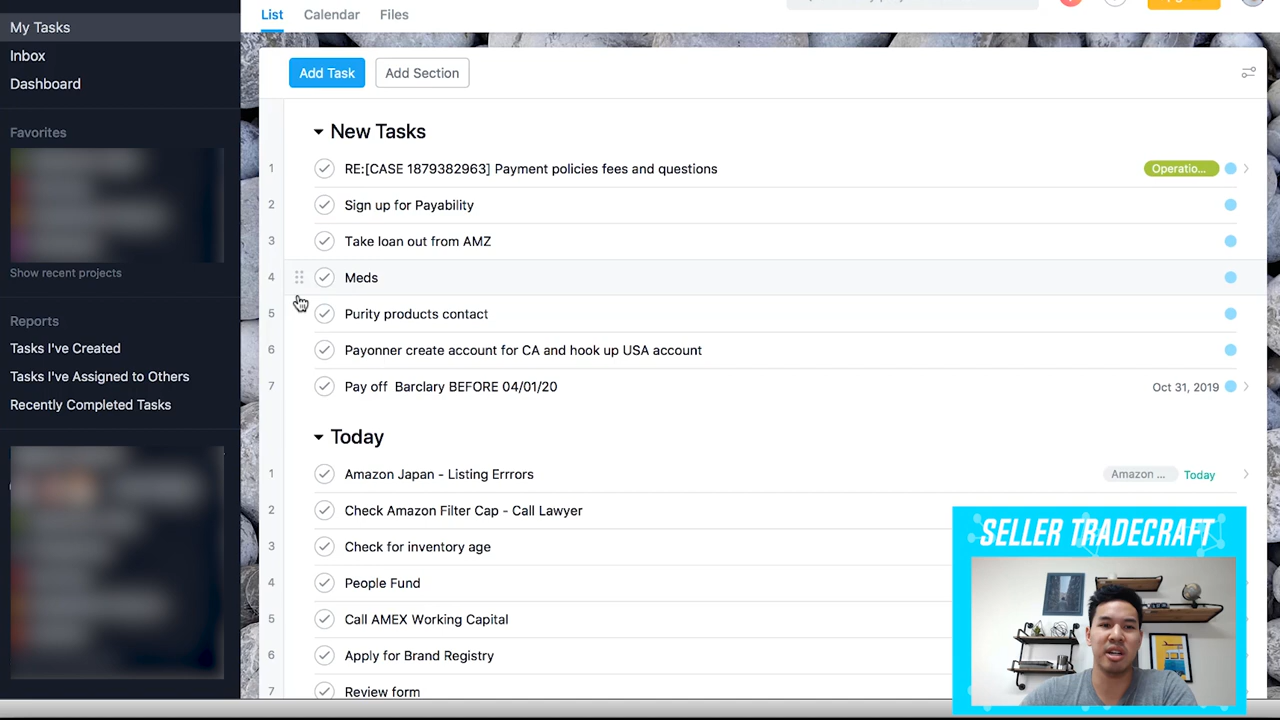 List Calendar Files
My Tasks
Inbox
Dashboard
Favorites
Show recent projects
Reports
Tasks I've Created
Tasks I've Assigned to Others
Recently Completed Tasks
Add Task Add Section
New Tasks
1 RE:[CASE 1879382963] Payment policies fees and questions Operatio...
2 Sign up for Payability
3 Take loan out from AMZ
4 Meds
5 Purity products contact
6 Payonner create account for CA and hook up USA account
7 Pay off Barclary BEFORE 04/01/20 Oct 31, 2019
Today
1 Amazon Japan - Listing Errrors Amazon ... Today
2 Check Amazon Filter Cap - Call Lawyer
3 Check for inventory age
4 People Fund
5 Call AMEX Working Capital
6 Apply for Brand Registry
7 Review form
SELLER TRADECRAFT